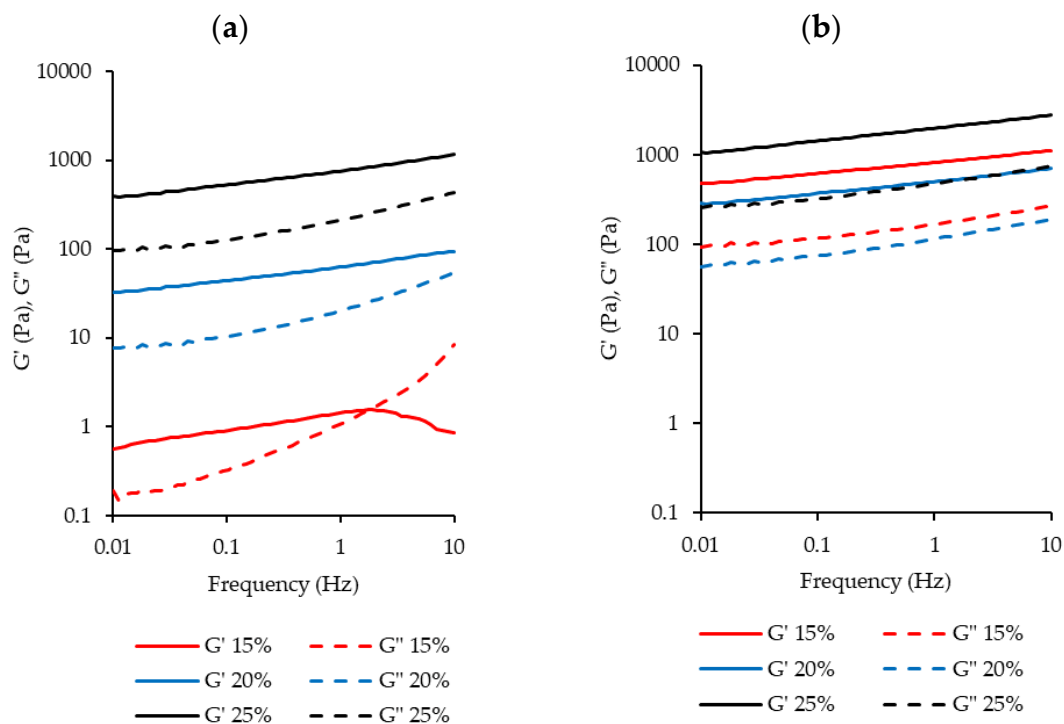 (a)
10000
1000
100
10
1
0.1
G' (Pa), G" (Pa)
0.01 0.1 1 10
Frequency (Hz)
G' 15% G" 15%
G' 20% G" 20%
G' 25% G" 25%
(b)
10000
1000
100
10
1
0.1
G' (Pa), G" (Pa)
0.01 0.1 1 10
Frequency (Hz)
G' 15% G" 15%
G' 20% G" 20%
G' 25% G" 25%